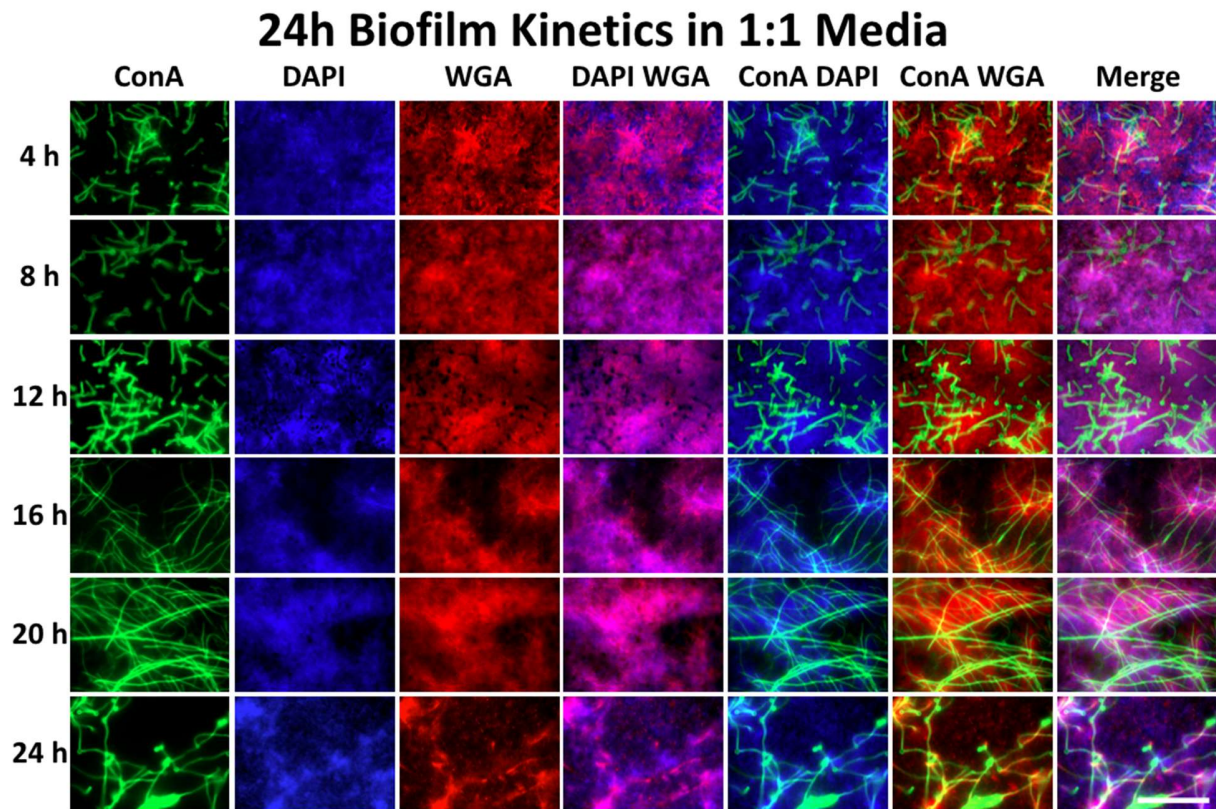 24h Biofilm Kinetics in 1:1 Media
ConA DAPI WGA DAPI WGA ConA DAPI ConA WGA Merge
4 h
8 h
12 h
16 h
20 h
24 h